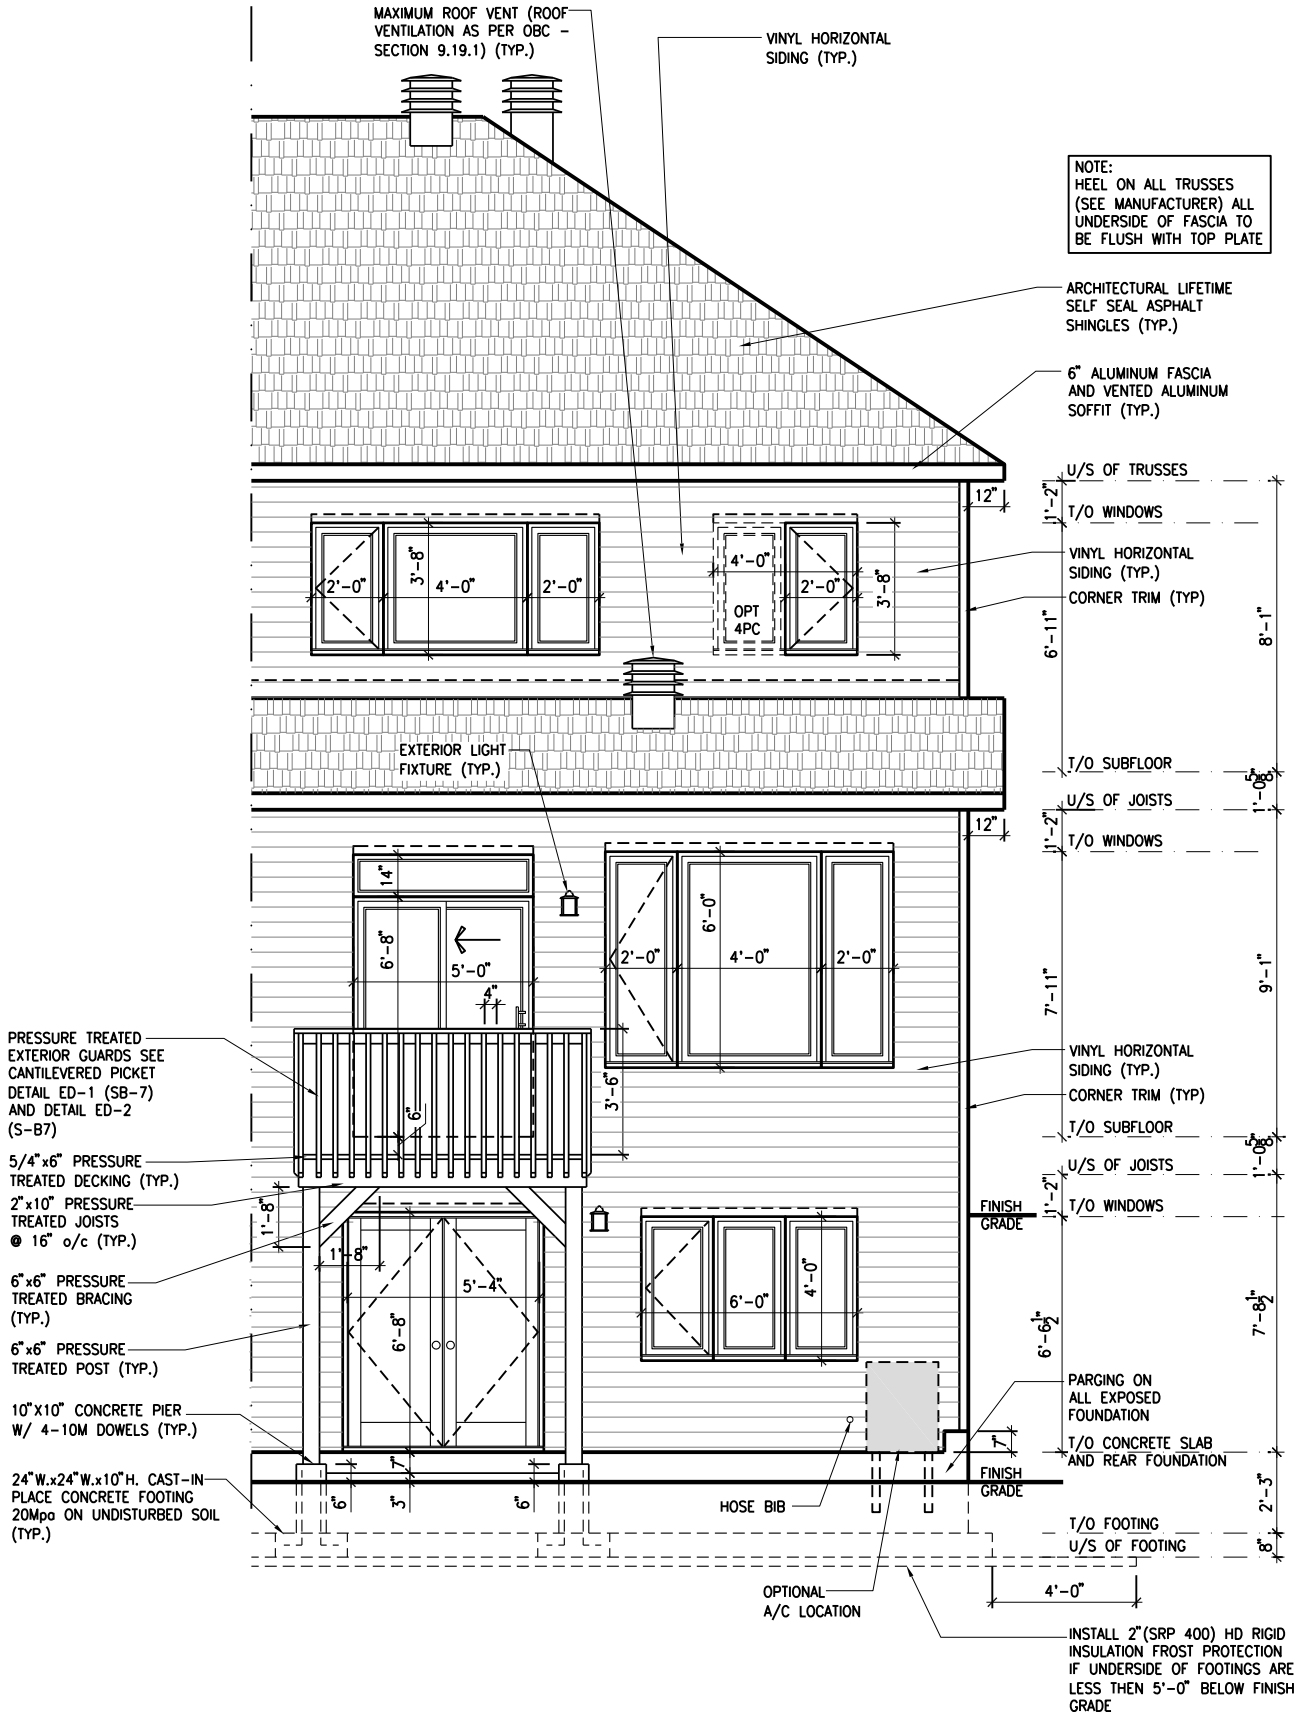 MAXIMUM ROOF VENT (ROOF
VENTILATION AS PER OBC -
SECTION 9.19.1) (TYP.)
VINYL HORIZONTAL
SIDING (TYP.)
NOTE:
HEEL ON ALL TRUSSES
(SEE MANUFACTURER) ALL
UNDERSIDE OF FASCIA TO
BE FLUSH WITH TOP PLATE
ARCHITECTURAL LIFETIME
SELF SEAL ASPHALT
SHINGLES (TYP.)
6" ALUMINUM FASCIA
AND VENTED ALUMINUM
SOFFIT (TYP.)
U/S OF TRUSSES
12"
1'-2"
T/O WINDOWS
3'-8"
2'-0"
4'-0"
2'-0"
4'-0"
2'-0"
3'-8"
OPT
4PC
VINYL HORIZONTAL
SIDING (TYP.)
CORNER TRIM (TYP)
6'-11"
8'-1"
EXTERIOR LIGHT
FIXTURE (TYP.)
T/O SUBFLOOR
1'-0⅝"
U/S OF JOISTS
12"
1'-2"
T/O WINDOWS
14"
6'-8"
5'-0"
4"
6'-0"
2'-0"
4'-0"
2'-0"
7'-11"
9'-1"
PRESSURE TREATED
EXTERIOR GUARDS SEE
CANTILEVERED PICKET
DETAIL ED-1 (SB-7)
AND DETAIL ED-2
(S-B7)
3'-6"
6"
VINYL HORIZONTAL
SIDING (TYP.)
CORNER TRIM (TYP)
T/O SUBFLOOR
1'-0⅝"
5/4"x6" PRESSURE
TREATED DECKING (TYP.)
U/S OF JOISTS
1'-2"
T/O WINDOWS
2"x10" PRESSURE
TREATED JOISTS
@ 16" o/c (TYP.)
1'-8"
1'-8"
FINISH
GRADE
6"x6" PRESSURE
TREATED BRACING
(TYP.)
5'-4"
6'-8"
6'-0"
4'-0"
6'-6½"
7'-8½"
6"x6" PRESSURE
TREATED POST (TYP.)
PARGING ON
ALL EXPOSED
FOUNDATION
10"X10" CONCRETE PIER
W/ 4-10M DOWELS (TYP.)
7"
T/O CONCRETE SLAB
AND REAR FOUNDATION
24"W.x24"W.x10"H. CAST-IN
PLACE CONCRETE FOOTING
20Mpa ON UNDISTURBED SOIL
(TYP.)
7"
6"
3"
6"
FINISH
GRADE
HOSE BIB
2'-3"
T/O FOOTING
U/S OF FOOTING
8"
OPTIONAL
A/C LOCATION
4'-0"
INSTALL 2"(SRP 400) HD RIGID
INSULATION FROST PROTECTION
IF UNDERSIDE OF FOOTINGS ARE
LESS THEN 5'-0" BELOW FINISH
GRADE